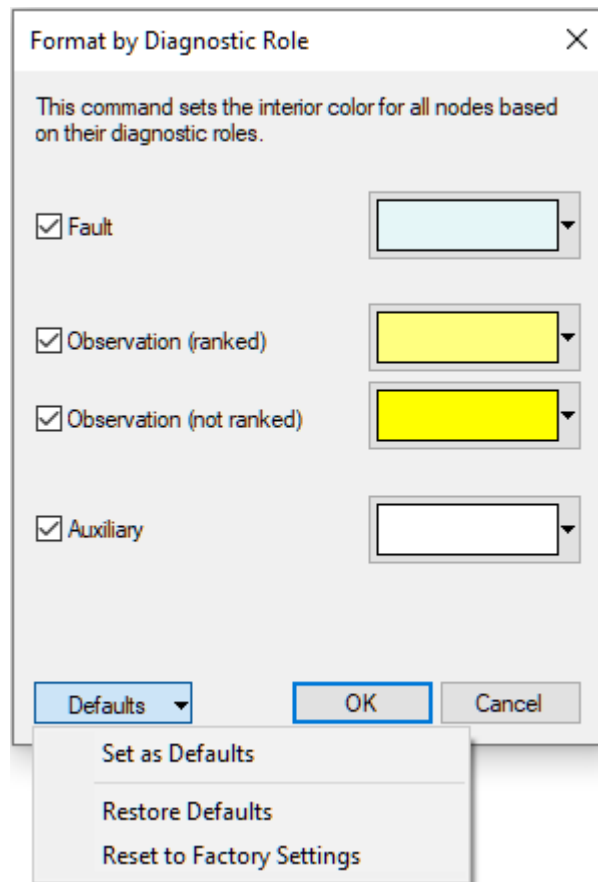 Format by Diagnostic Role
This command sets the interior color for all nodes based
on their diagnostic roles.
Fault
Observation (ranked)
Observation (not ranked)
Auxiliary
Defaults OK Cancel
Set as Defaults
Restore Defaults
Reset to Factory Settings